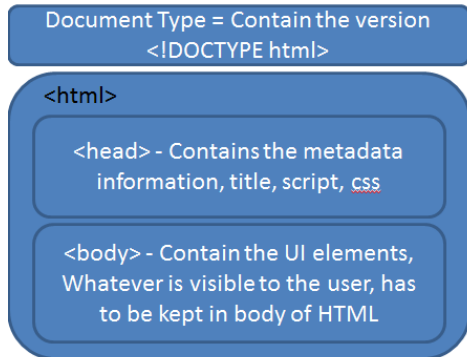 Document Type = Contain the version
<!DOCTYPE html>
<html>
<head> - Contains the metadata
information, title, script, css
<body> - Contain the UI elements,
Whatever is visible to the user, has
to be kept in body of HTML